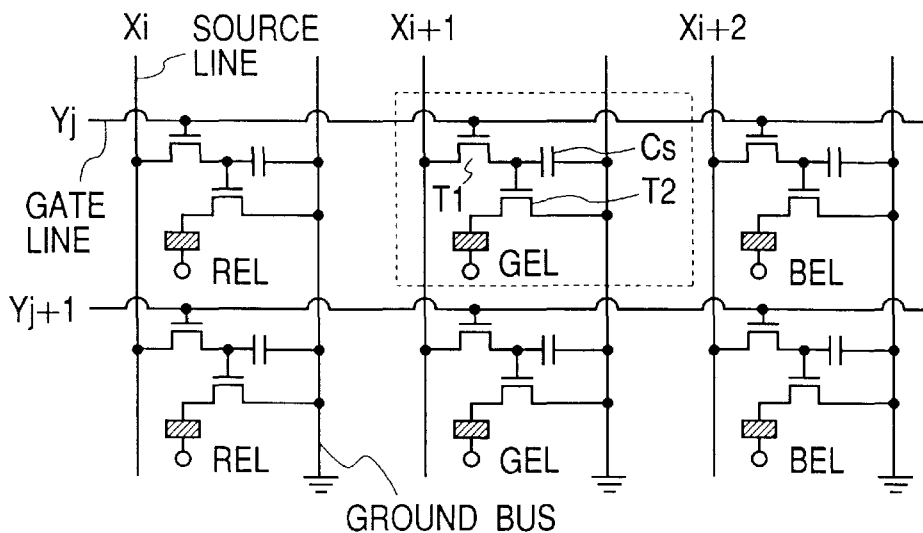 Xi
SOURCE
LINE
Xi+1
Xi+2
Yj
GATE
LINE
Cs
T1
T2
REL
GEL
BEL
Yj+1
REL
GEL
BEL
GROUND BUS